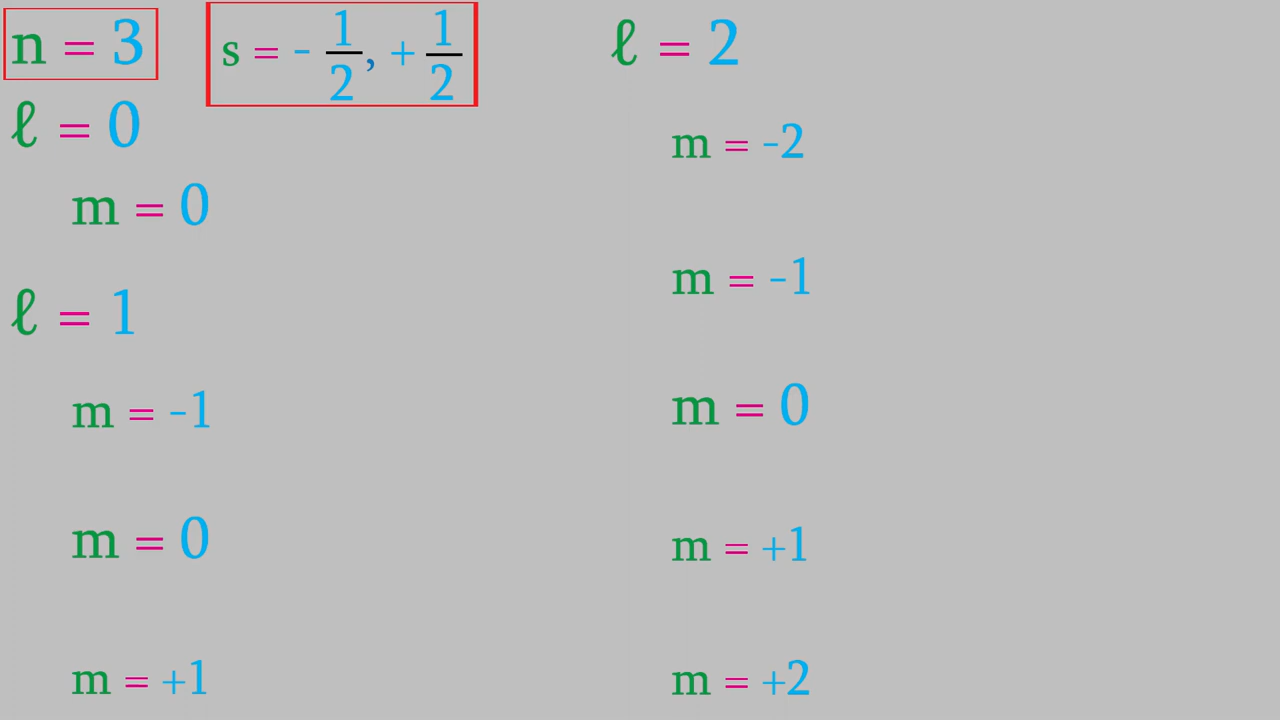 n = 3
s = - 1/2, + 1/2
ℓ = 0
m = 0
ℓ = 1
m = -1
m = 0
m = +1
ℓ = 2
m = -2
m = -1
m = 0
m = +1
m = +2